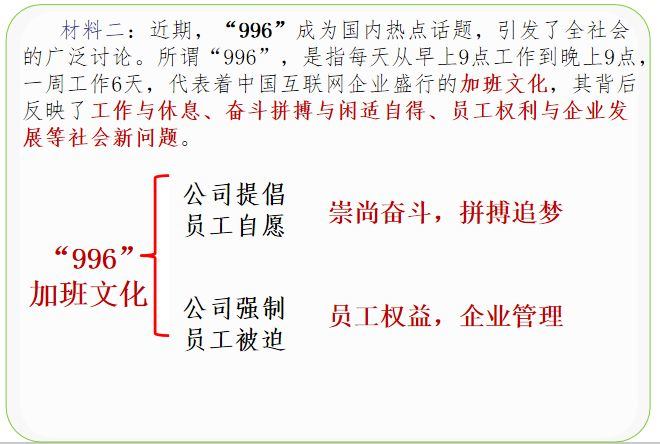 材料二：近期，“996”成为国内热点话题，引发了全社会
的广泛讨论。所谓“996”，是指每天从早上9点工作到晚上9点，
一周工作6天，代表着中国互联网企业盛行的加班文化，其背后
反映了工作与休息、奋斗拼搏与闲适自得、员工权利与企业发
展等社会新问题。
公司提倡
员工自愿
崇尚奋斗，拼搏追梦
“996”
加班文化
公司强制
员工被迫
员工权益，企业管理